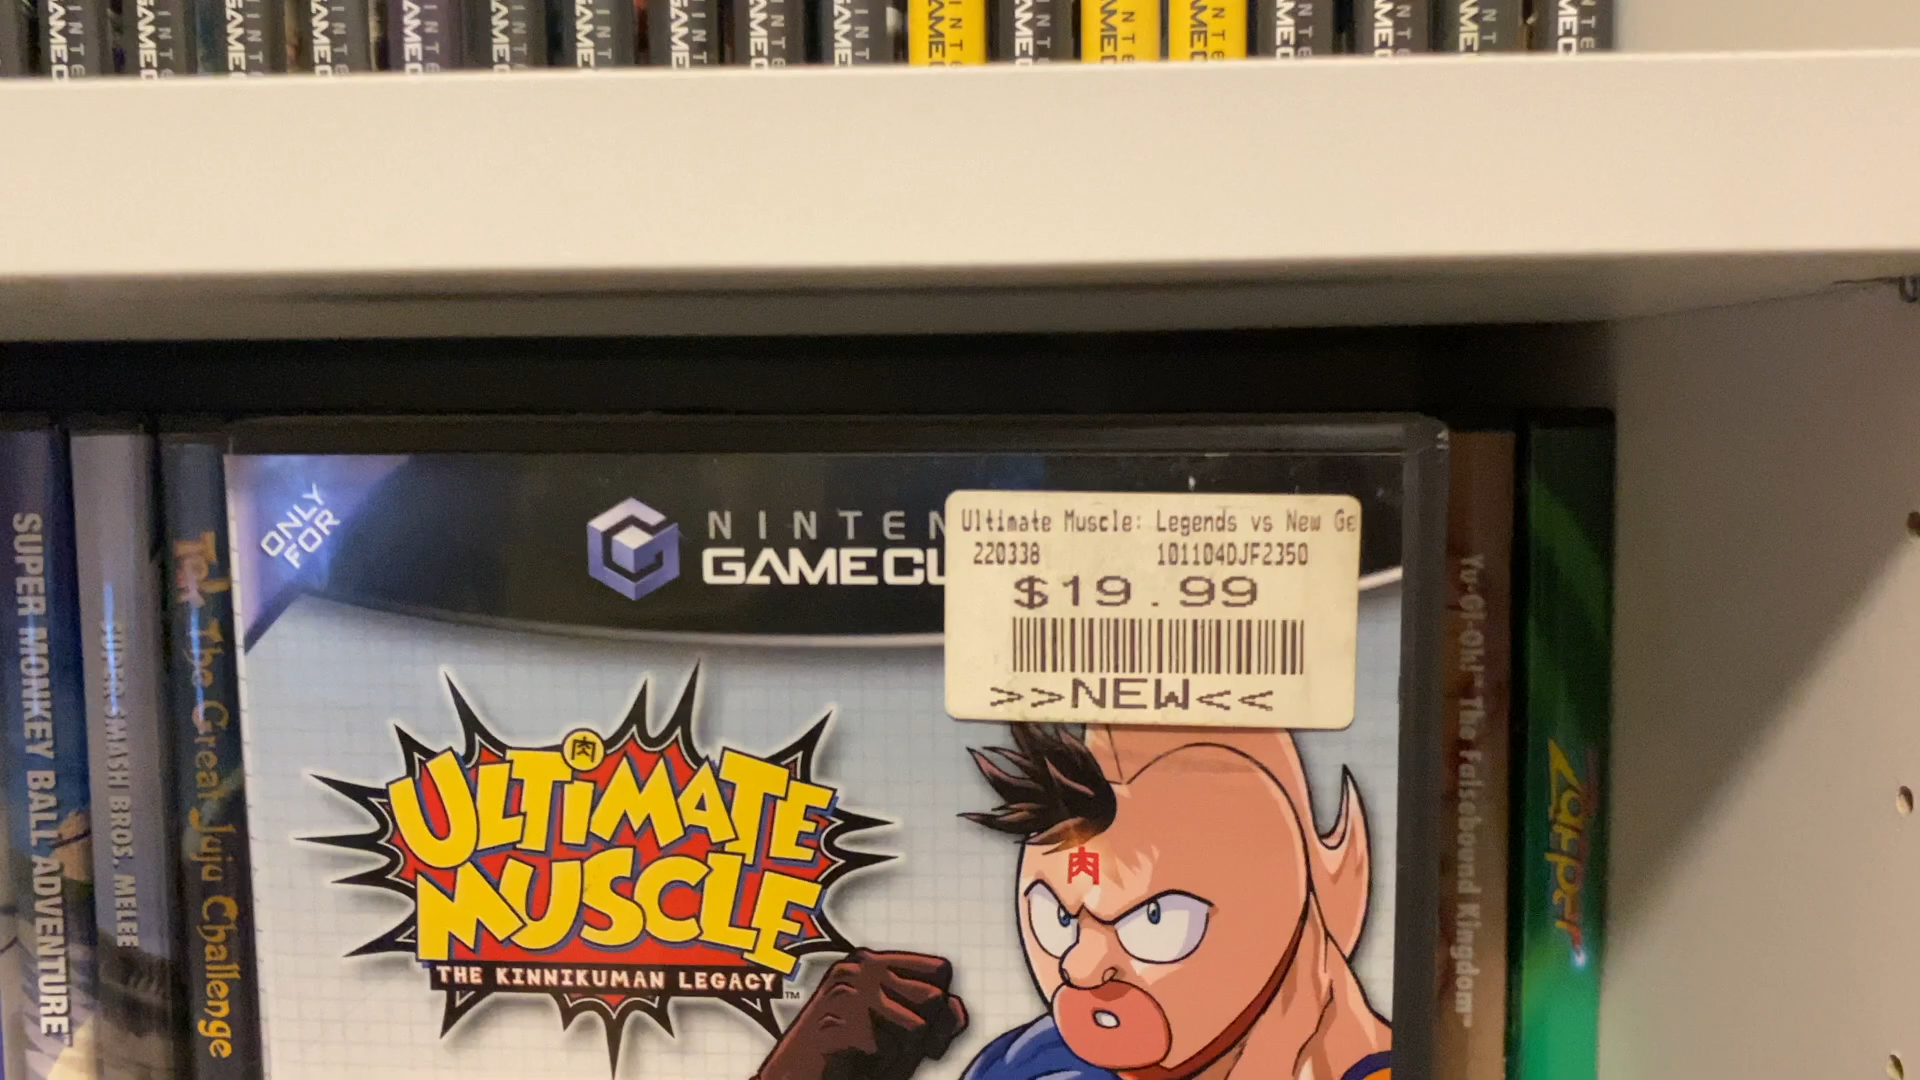 ONLY
FOR
NINTEN
GAMECU
Ultimate Muscle: Legends vs New Ge
220338 101104DJF2350
$19.99
>>NEW<<
肉
ULTIMATE
MUSCLE
THE KINNIKUMAN LEGACY™
肉
SUPER MONKEY BALL ADVENTURE
SUPER SMASH BROS. MELEE
Tak The Great Juju Challenge
Yu-Gi-Oh! The Falsebound Kingdom™
Zapper